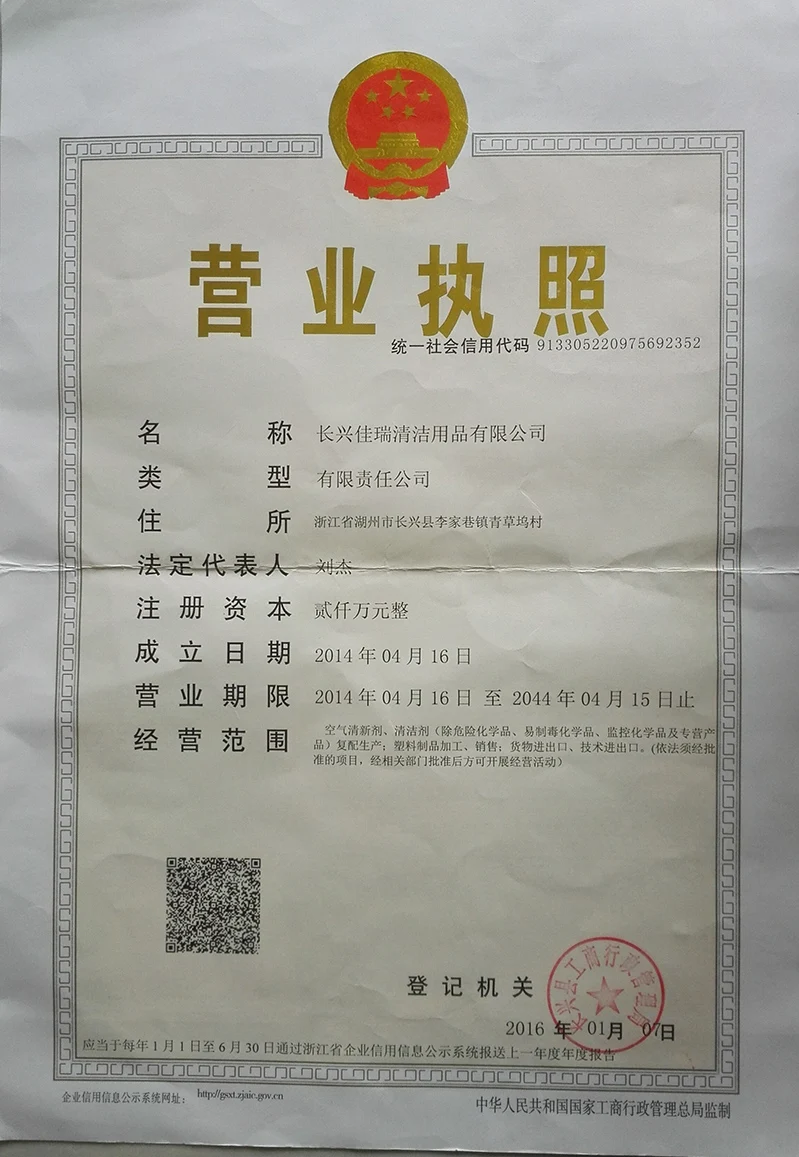 营业执照
统一社会信用代码 913305220975692352
名称 长兴佳瑞清洁用品有限公司
类型 有限责任公司
住所 浙江省湖州市长兴县李家巷镇青草坞村
法定代表人 刘杰
注册资本 贰仟万元整
成立日期 2014年04月16日
营业期限 2014年04月16日 至 2044年04月15日止
经营范围 空气清新剂、清洁剂（除危险化学品、易制毒化学品、监控化学品及专营产
品）复配生产；塑料制品加工、销售；货物进出口、技术进出口。(依法须经批
准的项目，经相关部门批准后方可开展经营活动）
登记机关
长兴县工商行政管理局
2016年01月07日
应当于每年1月1日至6月30日通过浙江省企业信用信息公示系统报送上一年度年度报告
企业信用信息公示系统网址： http://gsxt.zjaic.gov.cn
中华人民共和国国家工商行政管理总局监制